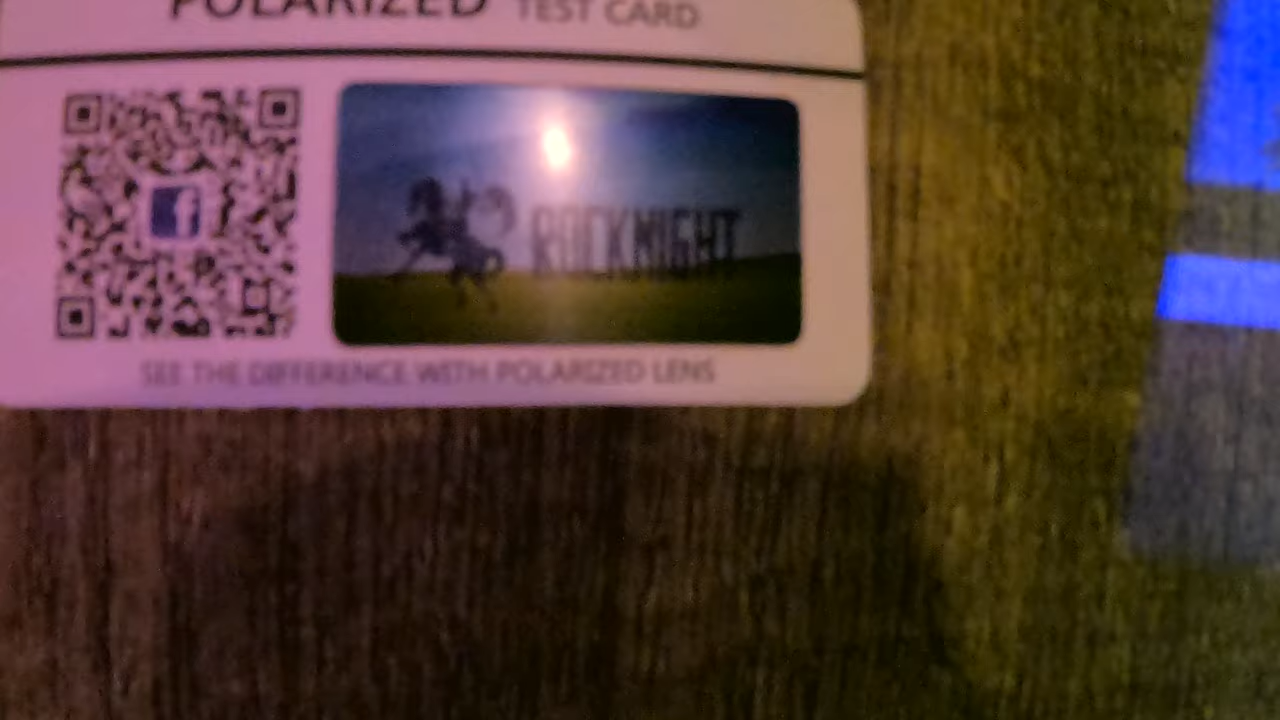 POLARIZED TEST CARD
f
ROCKNIGHT
SEE THE DIFFERENCE WITH POLARIZED LENS